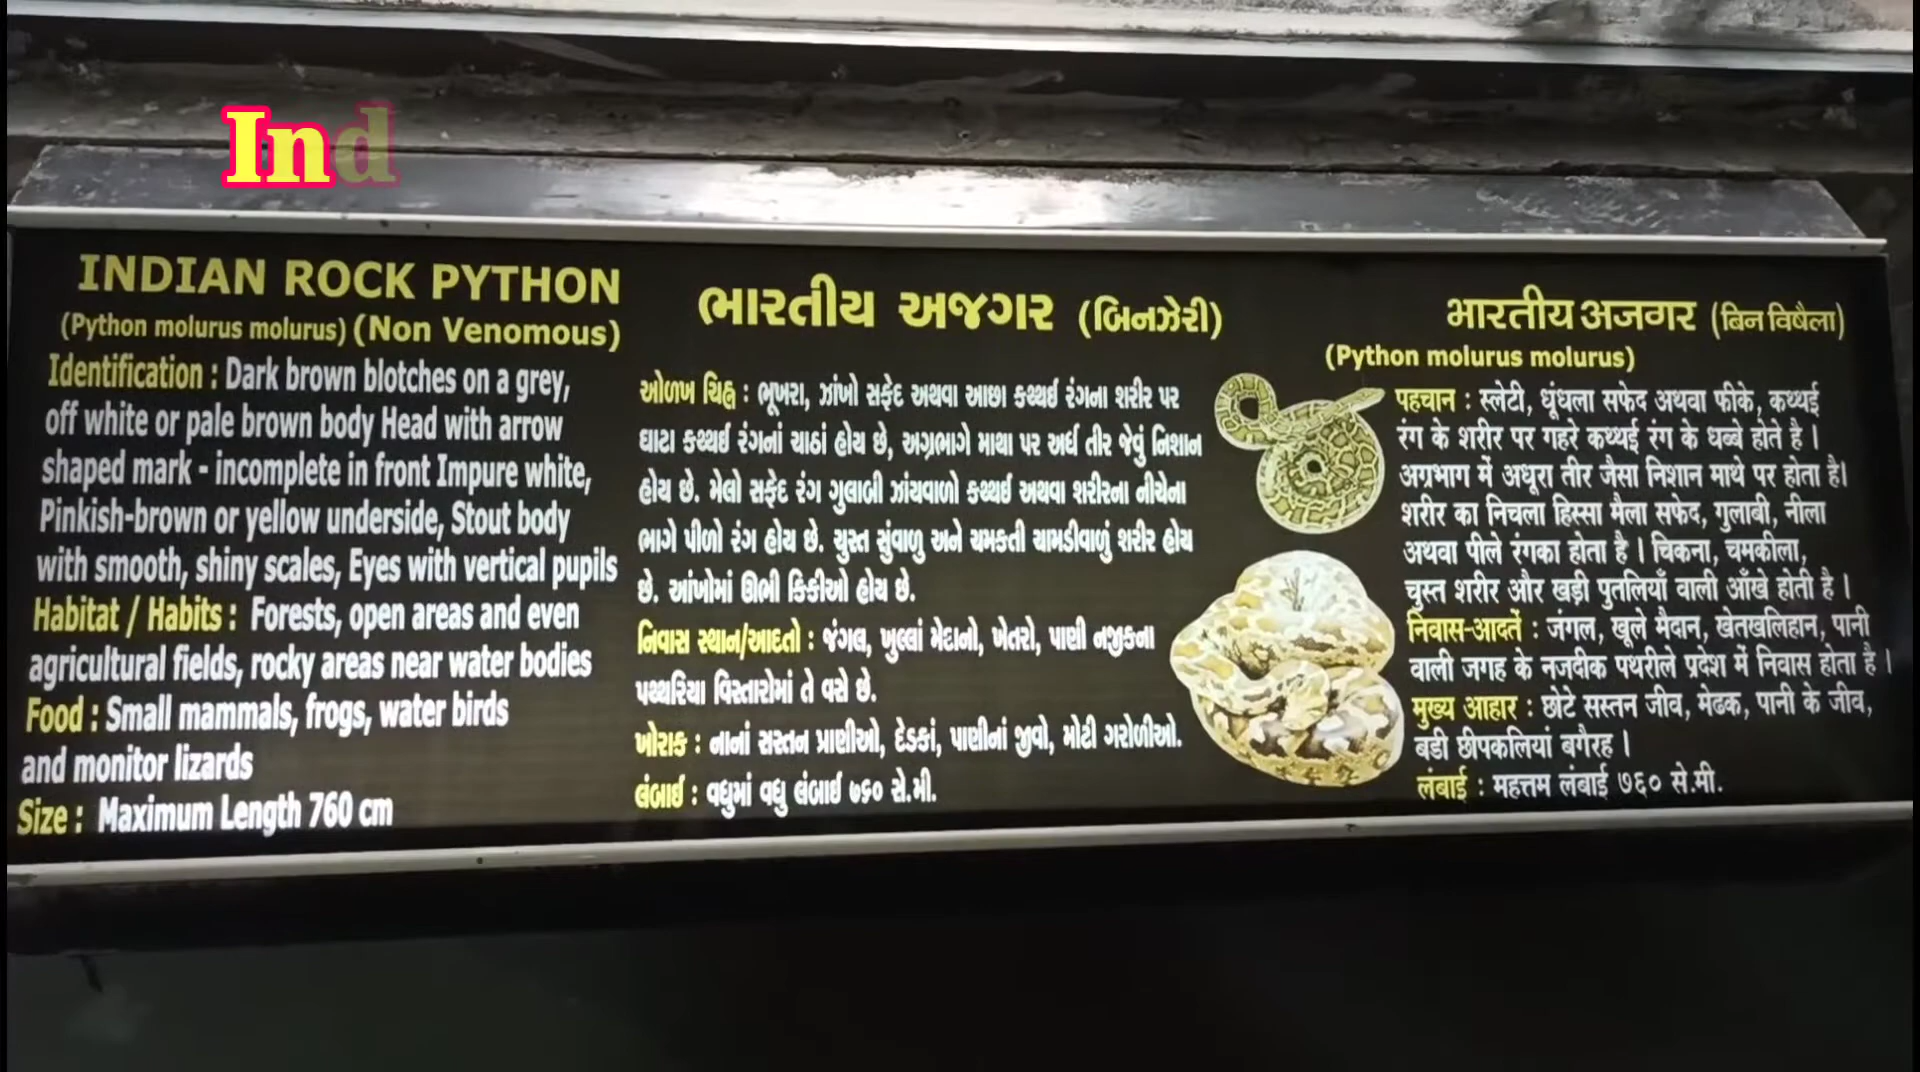 Ind
INDIAN ROCK PYTHON
(Python molurus molurus) (Non Venomous)
Identification : Dark brown blotches on a grey,
off white or pale brown body Head with arrow
shaped mark - incomplete in front Impure white,
Pinkish-brown or yellow underside, Stout body
with smooth, shiny scales, Eyes with vertical pupils
Habitat / Habits : Forests, open areas and even
agricultural fields, rocky areas near water bodies
Food : Small mammals, frogs, water birds
and monitor lizards
Size : Maximum Length 760 cm
ભારતીય અજગર (બિનઝેરી)
ઓળખ ચિહ્ન : ભૂખરા, ઝાંખો સફેદ અથવા આછા કથ્થઈ રંગના શરીર પર
ઘાટા કથ્થઈ રંગનાં ચાઠાં હોય છે, અગ્રભાગે માથા પર અર્ધ તીર જેવું નિશાન
હોય છે. મેલો સફેદ રંગ ગુલાબી ઝાંયવાળો કથ્થઈ અથવા શરીરના નીચેના
ભાગે પીળો રંગ હોય છે. ચુસ્ત સુંવાળુ અને ચમકતી ચામડીવાળું શરીર હોય
છે. આંખોમાં ઊભી કિકીઓ હોય છે.
નિવાસ સ્થાન/આદતો : જંગલ, ખુલ્લાં મેદાનો, ખેતરો, પાણી નજીકના
પથ્થરિયા વિસ્તારોમાં તે વસે છે.
ખોરાક : નાનાં સસ્તન પ્રાણીઓ, દેડકાં, પાણીનાં જીવો, મોટી ગરોળીઓ.
લંબાઈ : વધુમાં વધુ લંબાઈ ૭૬૦ સે.મી.
भारतीय अजगर (बिन विषैला)
(Python molurus molurus)
पहचान : स्लेटी, धूंधला सफेद अथवा फीके, कथ्थई
रंग के शरीर पर गहरे कथ्थई रंग के धब्बे होते है ।
अग्रभाग में अधूरा तीर जैसा निशान माथे पर होता है।
शरीर का निचला हिस्सा मैला सफेद, गुलाबी, नीला
अथवा पीले रंगका होता है । चिकना, चमकीला,
चुस्त शरीर और खड़ी पुतलियाँ वाली आँखे होती है ।
निवास-आदतें : जंगल, खूले मैदान, खेतखलिहान, पानी
वाली जगह के नजदीक पथरीले प्रदेश में निवास होता है ।
मुख्य आहार : छोटे सस्तन जीव, मेढक, पानी के जीव,
बडी छीपकलियां बगैरह ।
लंबाई : महत्तम लंबाई ७६० से.मी.